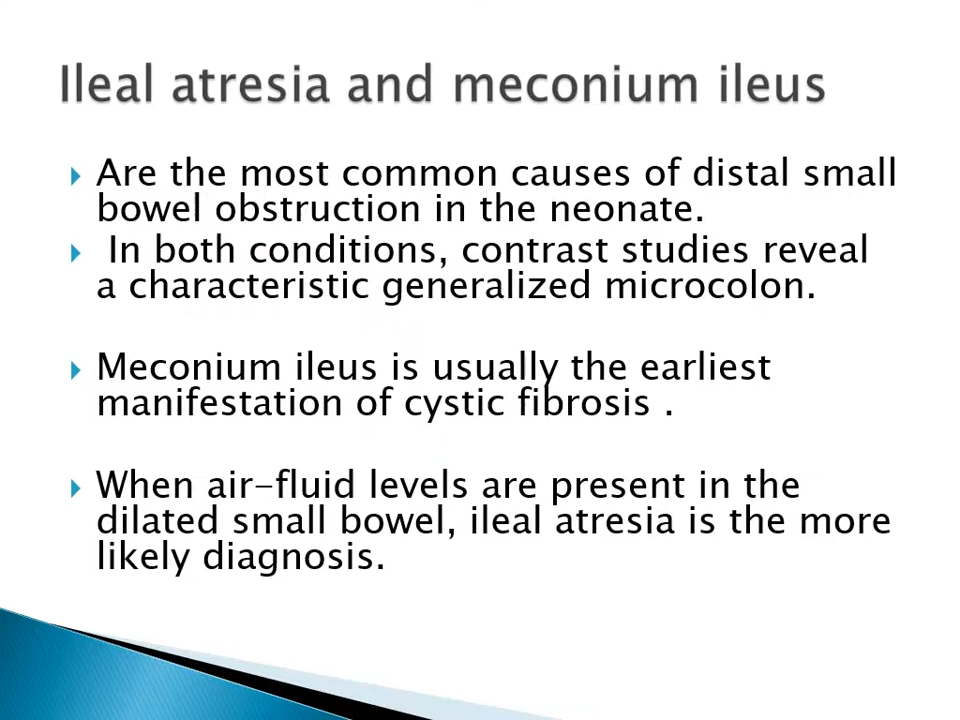 Ileal atresia and meconium ileus
Are the most common causes of distal small
bowel obstruction in the neonate.
In both conditions, contrast studies reveal
a characteristic generalized microcolon.
Meconium ileus is usually the earliest
manifestation of cystic fibrosis .
When air-fluid levels are present in the
dilated small bowel, ileal atresia is the more
likely diagnosis.